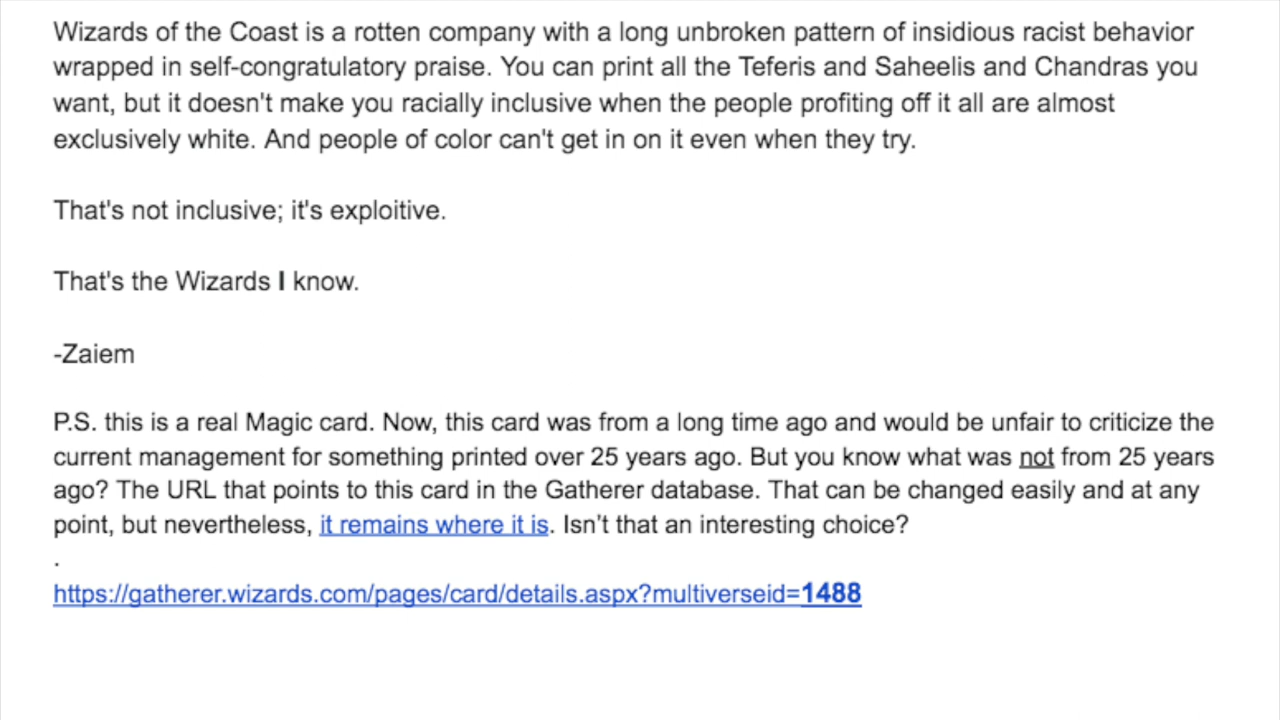 Wizards of the Coast is a rotten company with a long unbroken pattern of insidious racist behavior
wrapped in self-congratulatory praise. You can print all the Teferis and Saheelis and Chandras you
want, but it doesn't make you racially inclusive when the people profiting off it all are almost
exclusively white. And people of color can't get in on it even when they try.
That's not inclusive; it's exploitive.
That's the Wizards I know.
-Zaiem
P.S. this is a real Magic card. Now, this card was from a long time ago and would be unfair to criticize the
current management for something printed over 25 years ago. But you know what was not from 25 years
ago? The URL that points to this card in the Gatherer database. That can be changed easily and at any
point, but nevertheless, it remains where it is. Isn't that an interesting choice?
.
https://gatherer.wizards.com/pages/card/details.aspx?multiverseid=1488